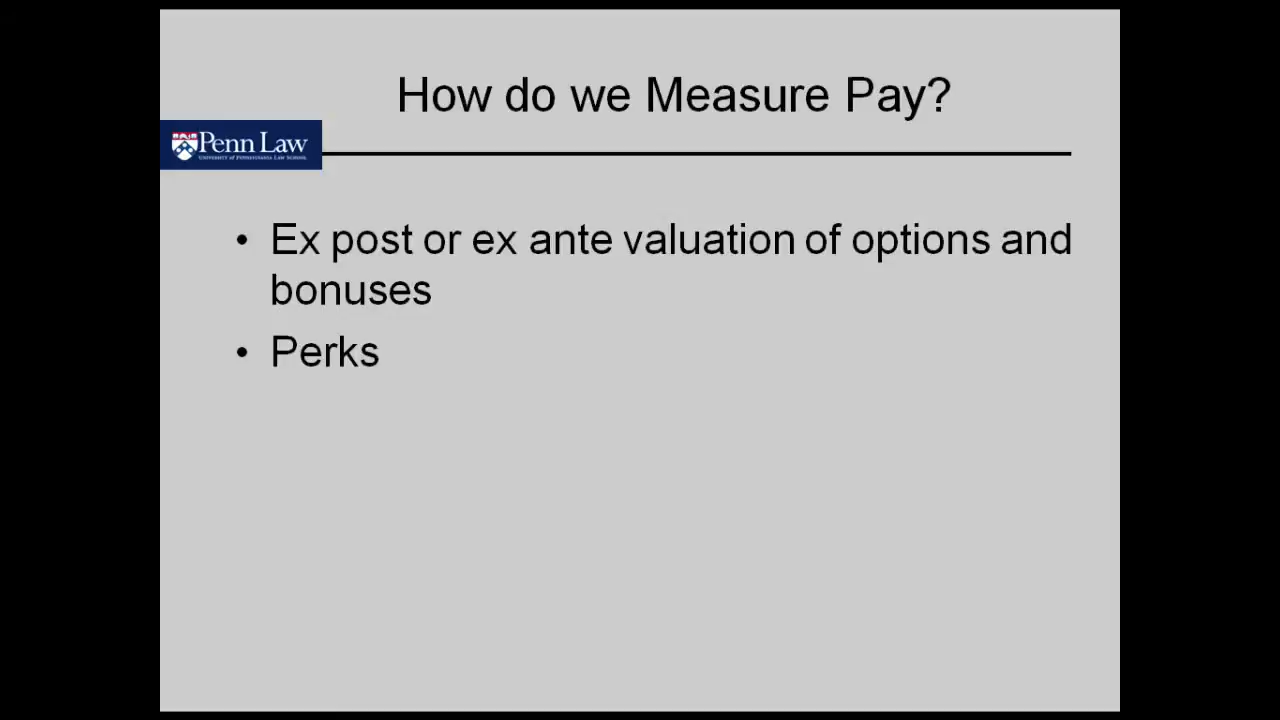 How do we Measure Pay?
Penn Law
University of Pennsylvania Law School
• Ex post or ex ante valuation of options and
bonuses
• Perks